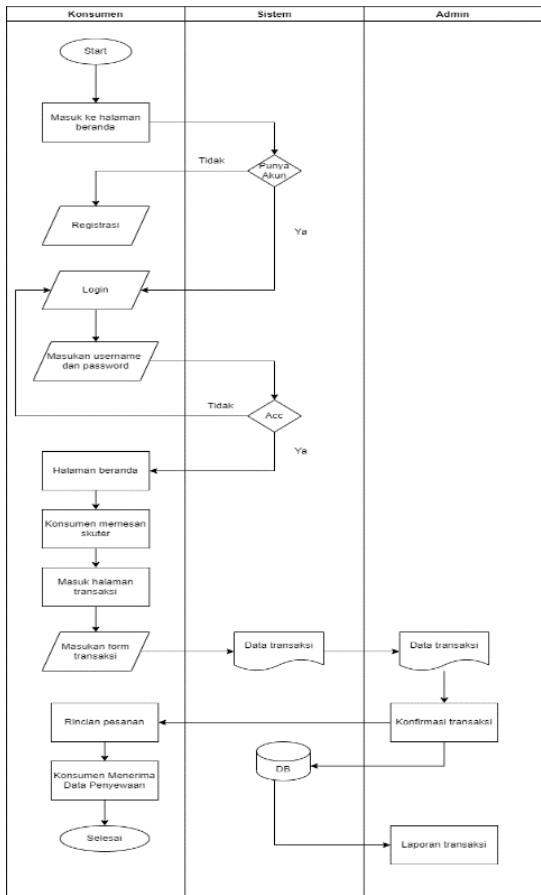 Konsumen
Sistem
Admin
Start
Masuk ke halaman
beranda
Punya
Akun
Tidak
Registrasi
Ya
Login
Masukan username
dan password
Tidak
Acc
Ya
Halaman beranda
Konsumen memesan
skuter
Masuk halaman
transaksi
Masukan form
transaksi
Data transaksi
Data transaksi
Rincian pesanan
Konfirmasi transaksi
DB
Konsumen Menerima
Data Penyewaan
Selesai
Laporan transaksi